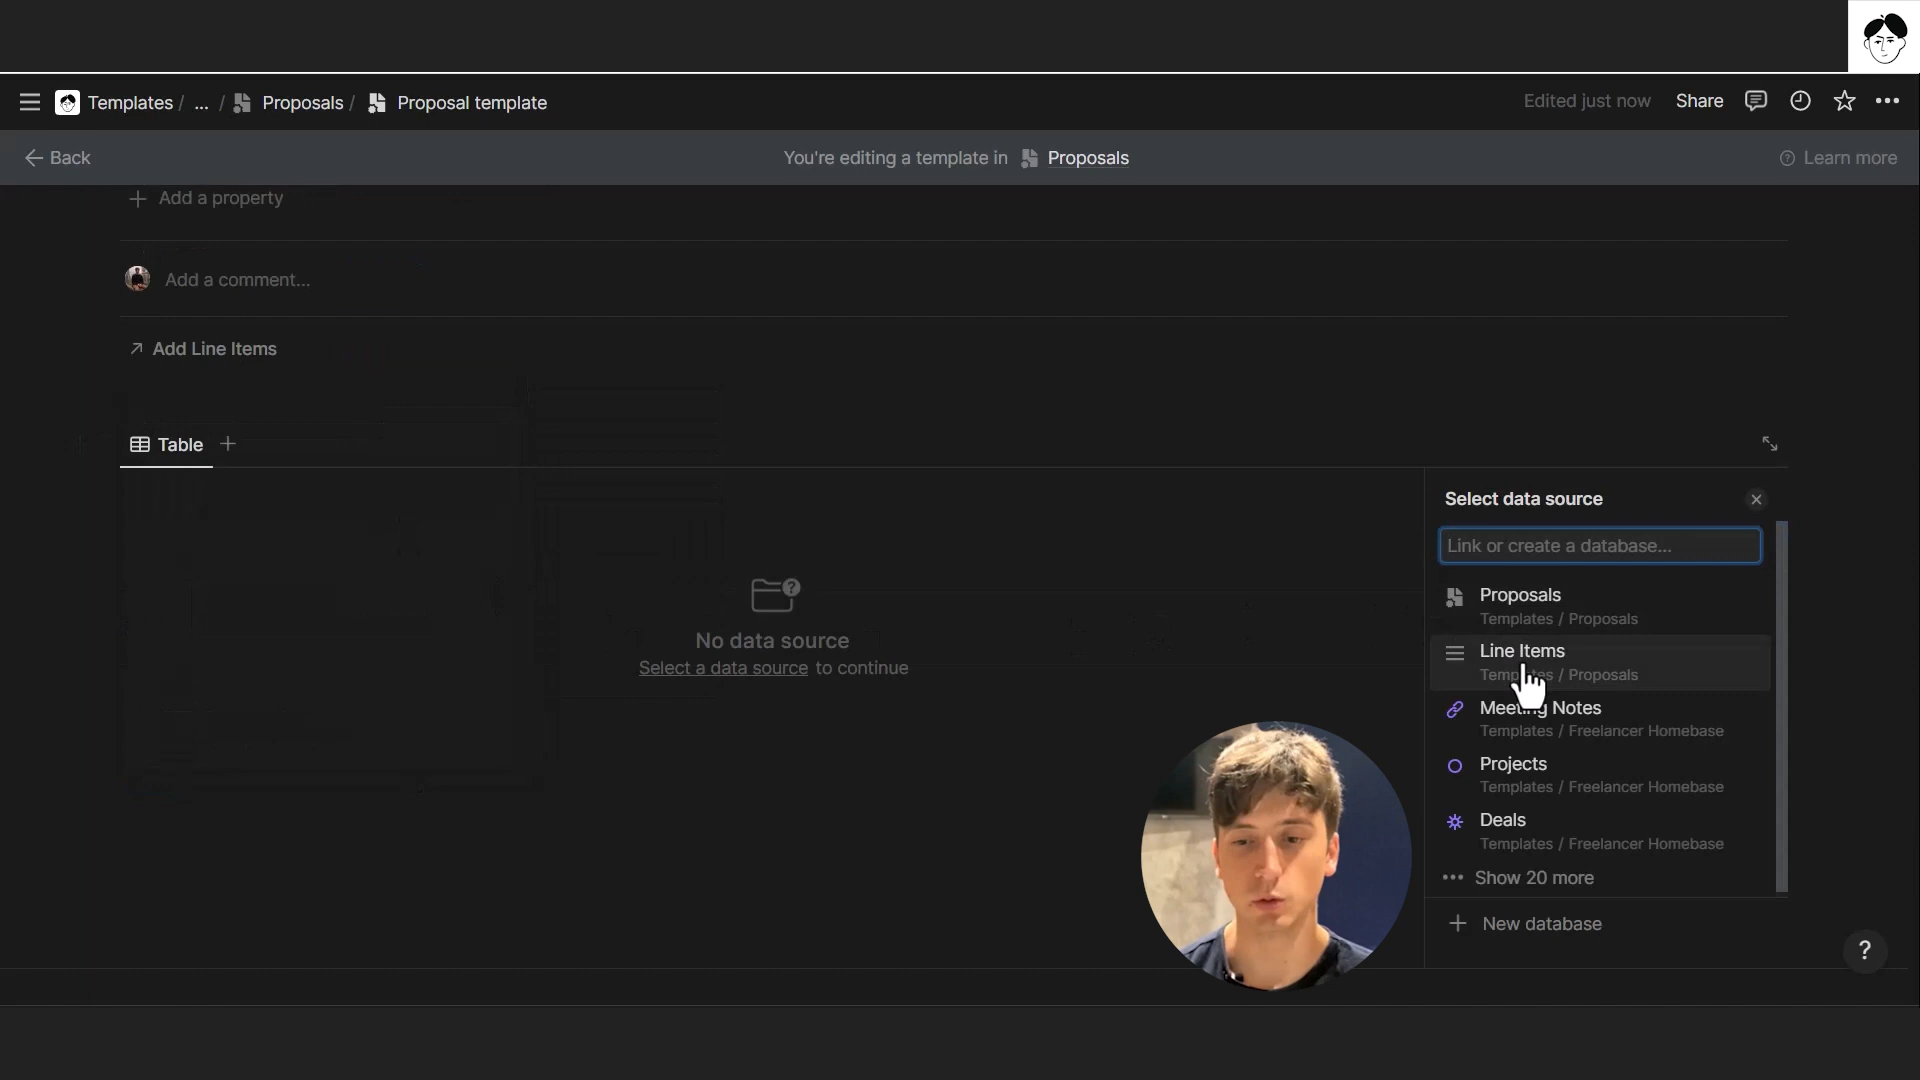 Templates / ... / Proposals / Proposal template
Edited just now Share
Back
You're editing a template in Proposals
Learn more
Add a property
Add a comment...
Add Line Items
Table
Select data source
Link or create a database...
Proposals
Templates / Proposals
Line Items
Templates / Proposals
Meeting Notes
Templates / Freelancer Homebase
Projects
Templates / Freelancer Homebase
Deals
Templates / Freelancer Homebase
Show 20 more
New database
No data source
Select a data source to continue
?